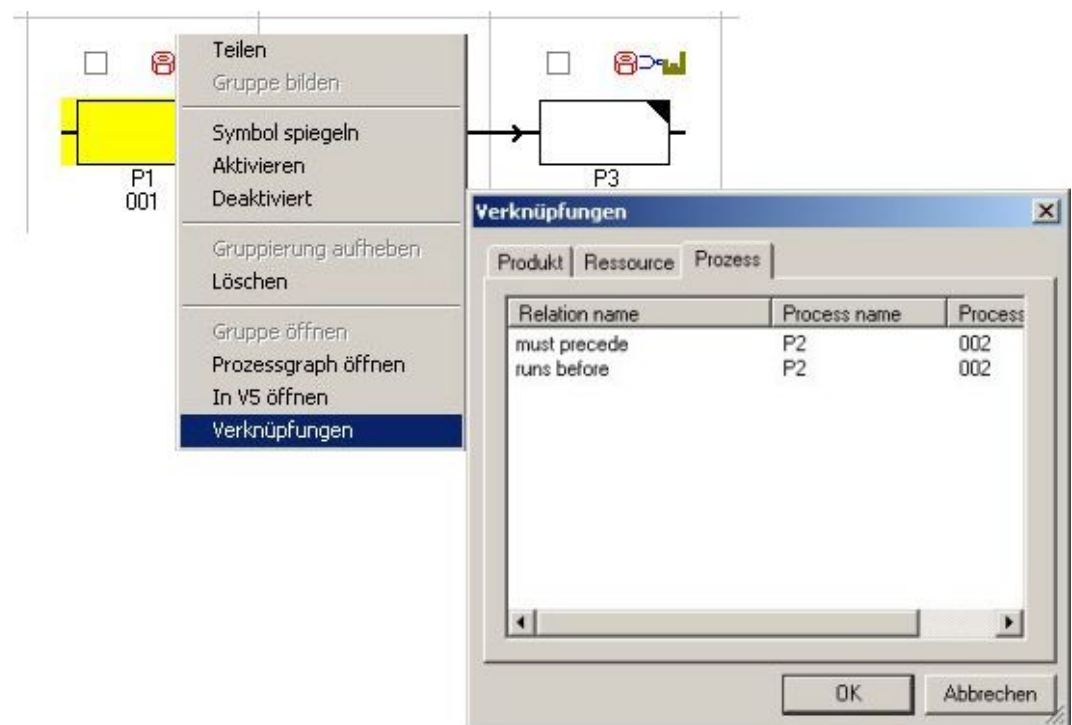 Teilen
Gruppe bilden
Symbol spiegeln
Aktivieren
Deaktiviert
Gruppierung aufheben
Löschen
Gruppe öffnen
Prozessgraph öffnen
In V5 öffnen
Verknüpfungen
P1
001
P3
Verknüpfungen
Produkt Ressource Prozess
Relation name Process name Process
must precede P2 002
runs before P2 002
OK Abbrechen